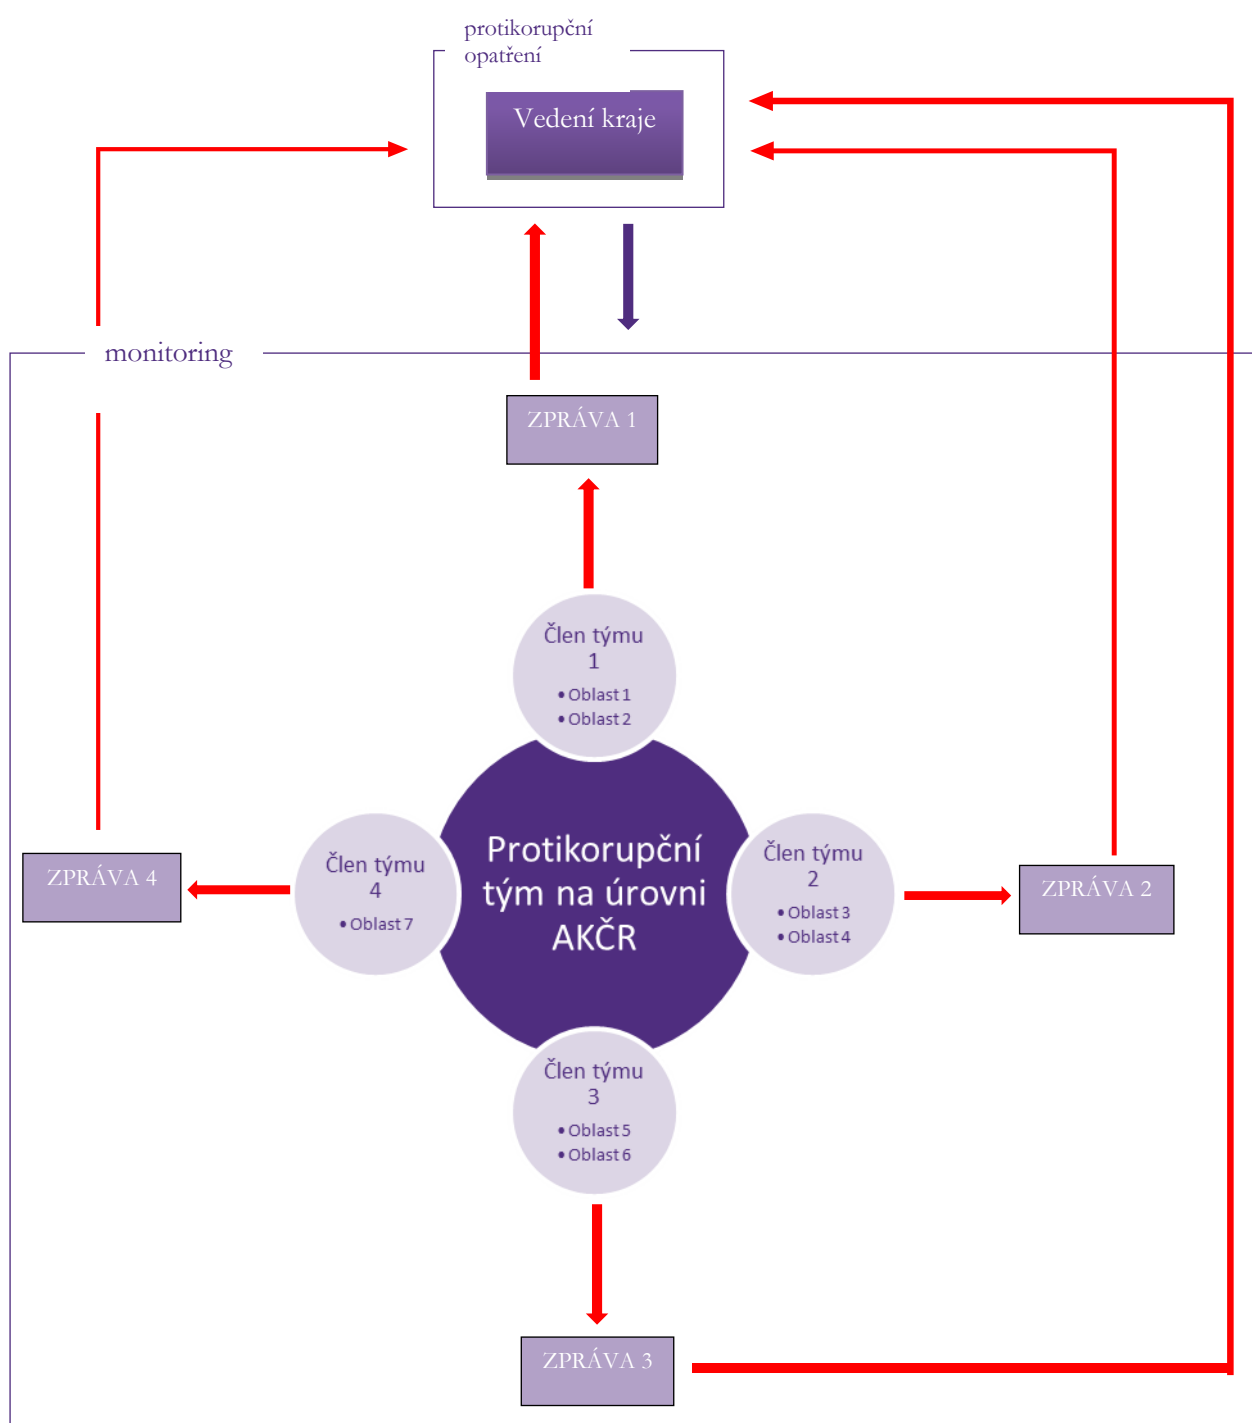 protikorupční
opatření
Vedení kraje
monitoring
ZPRÁVA 1
Člen týmu
1
• Oblast 1
• Oblast 2
Protikorupční
tým na úrovni
AKČR
Člen týmu
4
• Oblast 7
Člen týmu
2
• Oblast 3
• Oblast 4
ZPRÁVA 4
ZPRÁVA 2
Člen týmu
3
• Oblast 5
• Oblast 6
ZPRÁVA 3